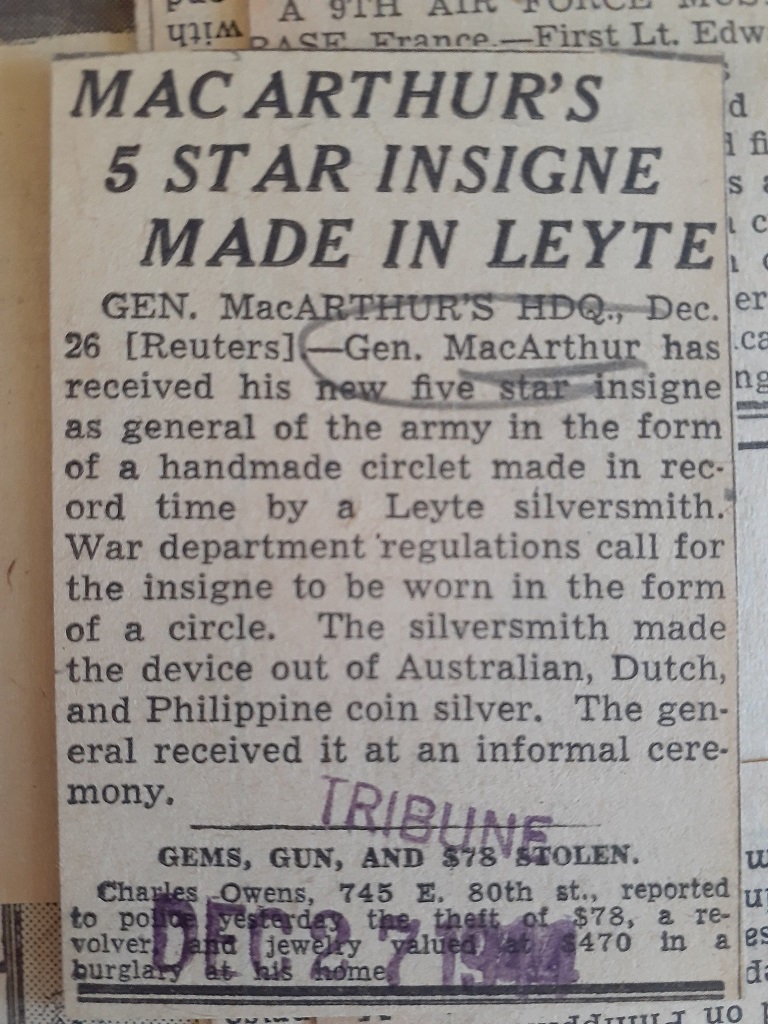 A 9TH AIR FORCE
BASE, France.—First Lt. Edw
MAC ARTHUR'S
5 STAR INSIGNE
MADE IN LEYTE
GEN. MacARTHUR'S HDQ., Dec.
26 [Reuters]—Gen. MacArthur has
received his new five star insigne
as general of the army in the form
of a handmade circlet made in rec-
ord time by a Leyte silversmith.
War department regulations call for
the insigne to be worn in the form
of a circle. The silversmith made
the device out of Australian, Dutch,
and Philippine coin silver. The gen-
eral received it at an informal cere-
mony.
TRIBUNE
GEMS, GUN, AND $78 STOLEN.
Charles Owens, 745 E. 80th st., reported
to police yesterday the theft of $78, a re-
volver, and jewelry valued at $470 in a
burglary at his home.
DEC 27 1944